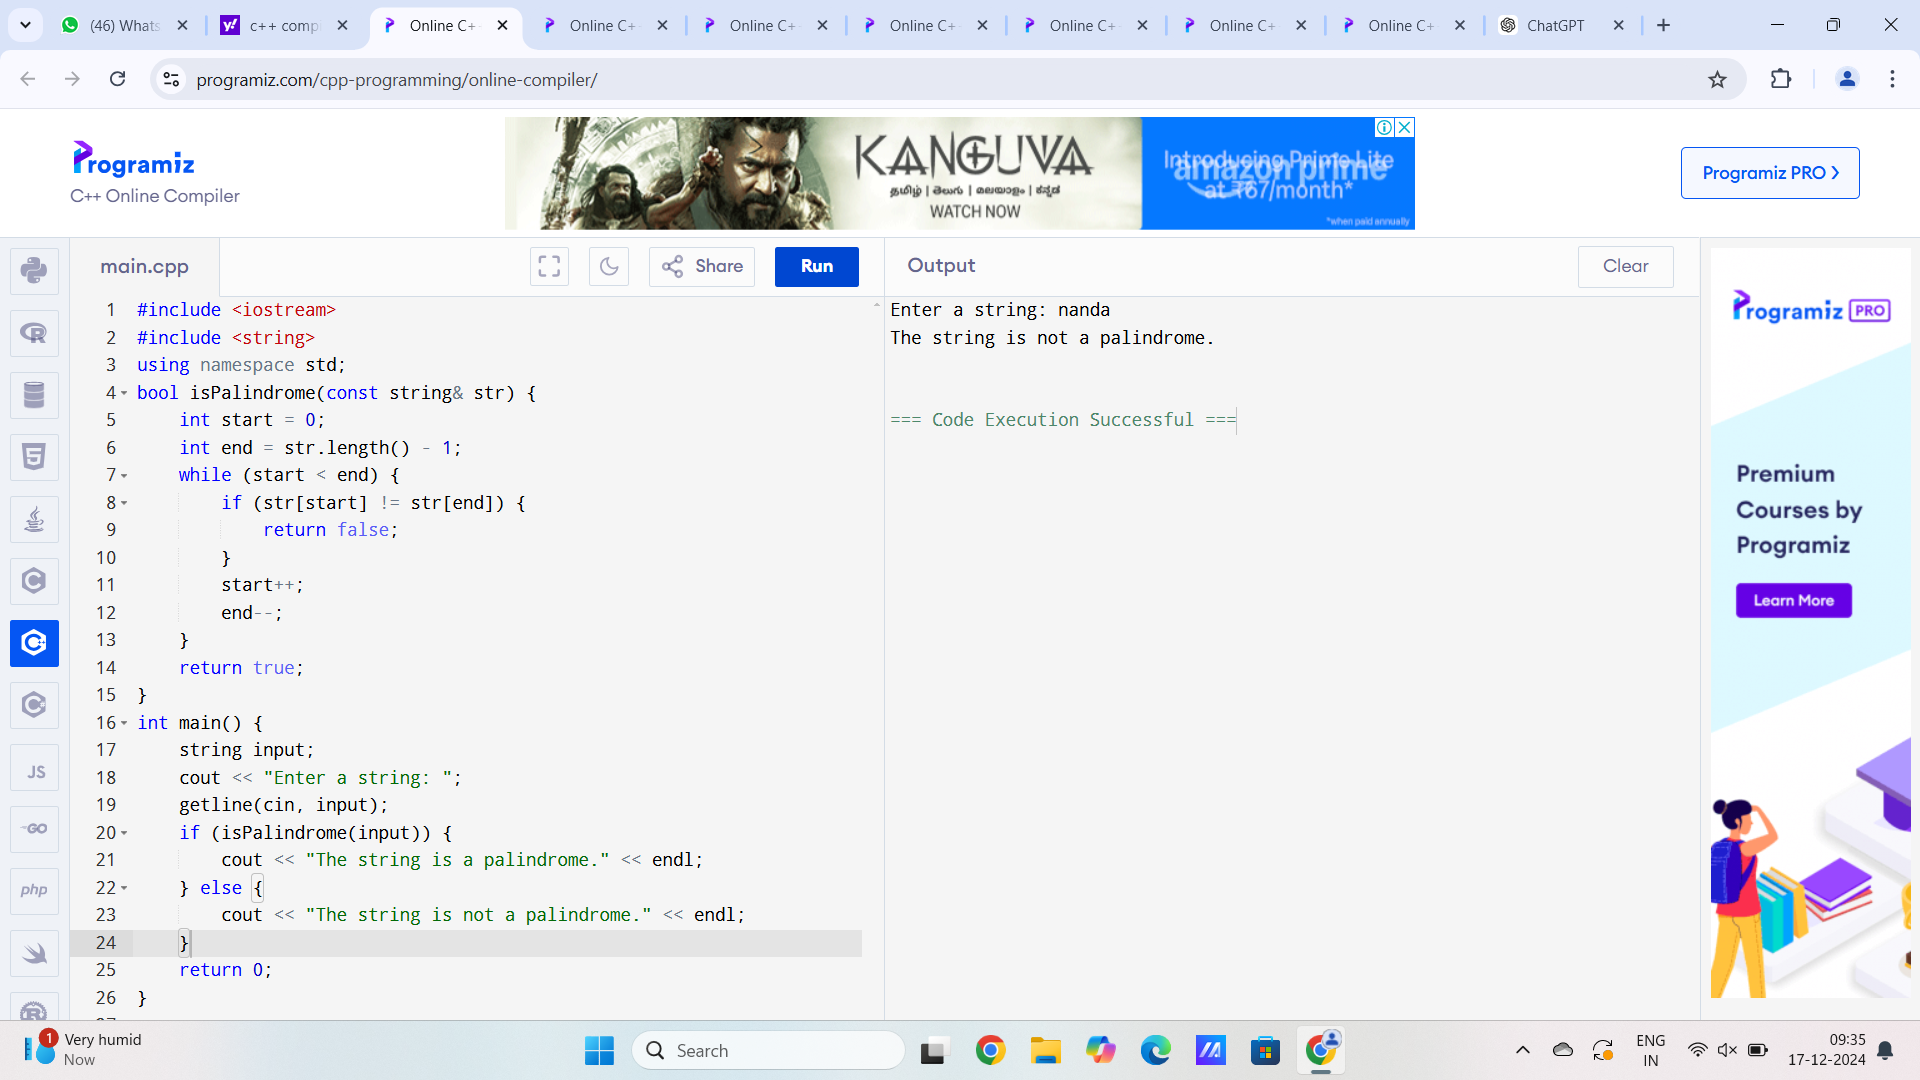 (46) Whats
c++ comp
Online C+
Online C+
Online C+
Online C+
Online C+
Online C+
Online C+
ChatGPT
programiz.com/cpp-programming/online-compiler/
Programiz
C++ Online Compiler
KANGUVA
தமிழ் | తెలుగు | മലയാളം | ಕನ್ನಡ
WATCH NOW
Introducing Prime Lite
amazon prime
at ₹67/month*
*when paid annually
Programiz PRO >
main.cpp
Share
Run
Output
Clear
1 #include <iostream>
2 #include <string>
3 using namespace std;
4 bool isPalindrome(const string& str) {
5     int start = 0;
6     int end = str.length() - 1;
7     while (start < end) {
8         if (str[start] != str[end]) {
9             return false;
10         }
11         start++;
12         end--;
13     }
14     return true;
15 }
16 int main() {
17     string input;
18     cout << "Enter a string: ";
19     getline(cin, input);
20     if (isPalindrome(input)) {
21         cout << "The string is a palindrome." << endl;
22     } else {
23         cout << "The string is not a palindrome." << endl;
24     }
25     return 0;
26 }
Enter a string: nanda
The string is not a palindrome.
=== Code Execution Successful ===
Programiz PRO
Premium
Courses by
Programiz
Learn More
JS
GO
php
1
Very humid
Now
Search
ENG
IN
09:35
17-12-2024